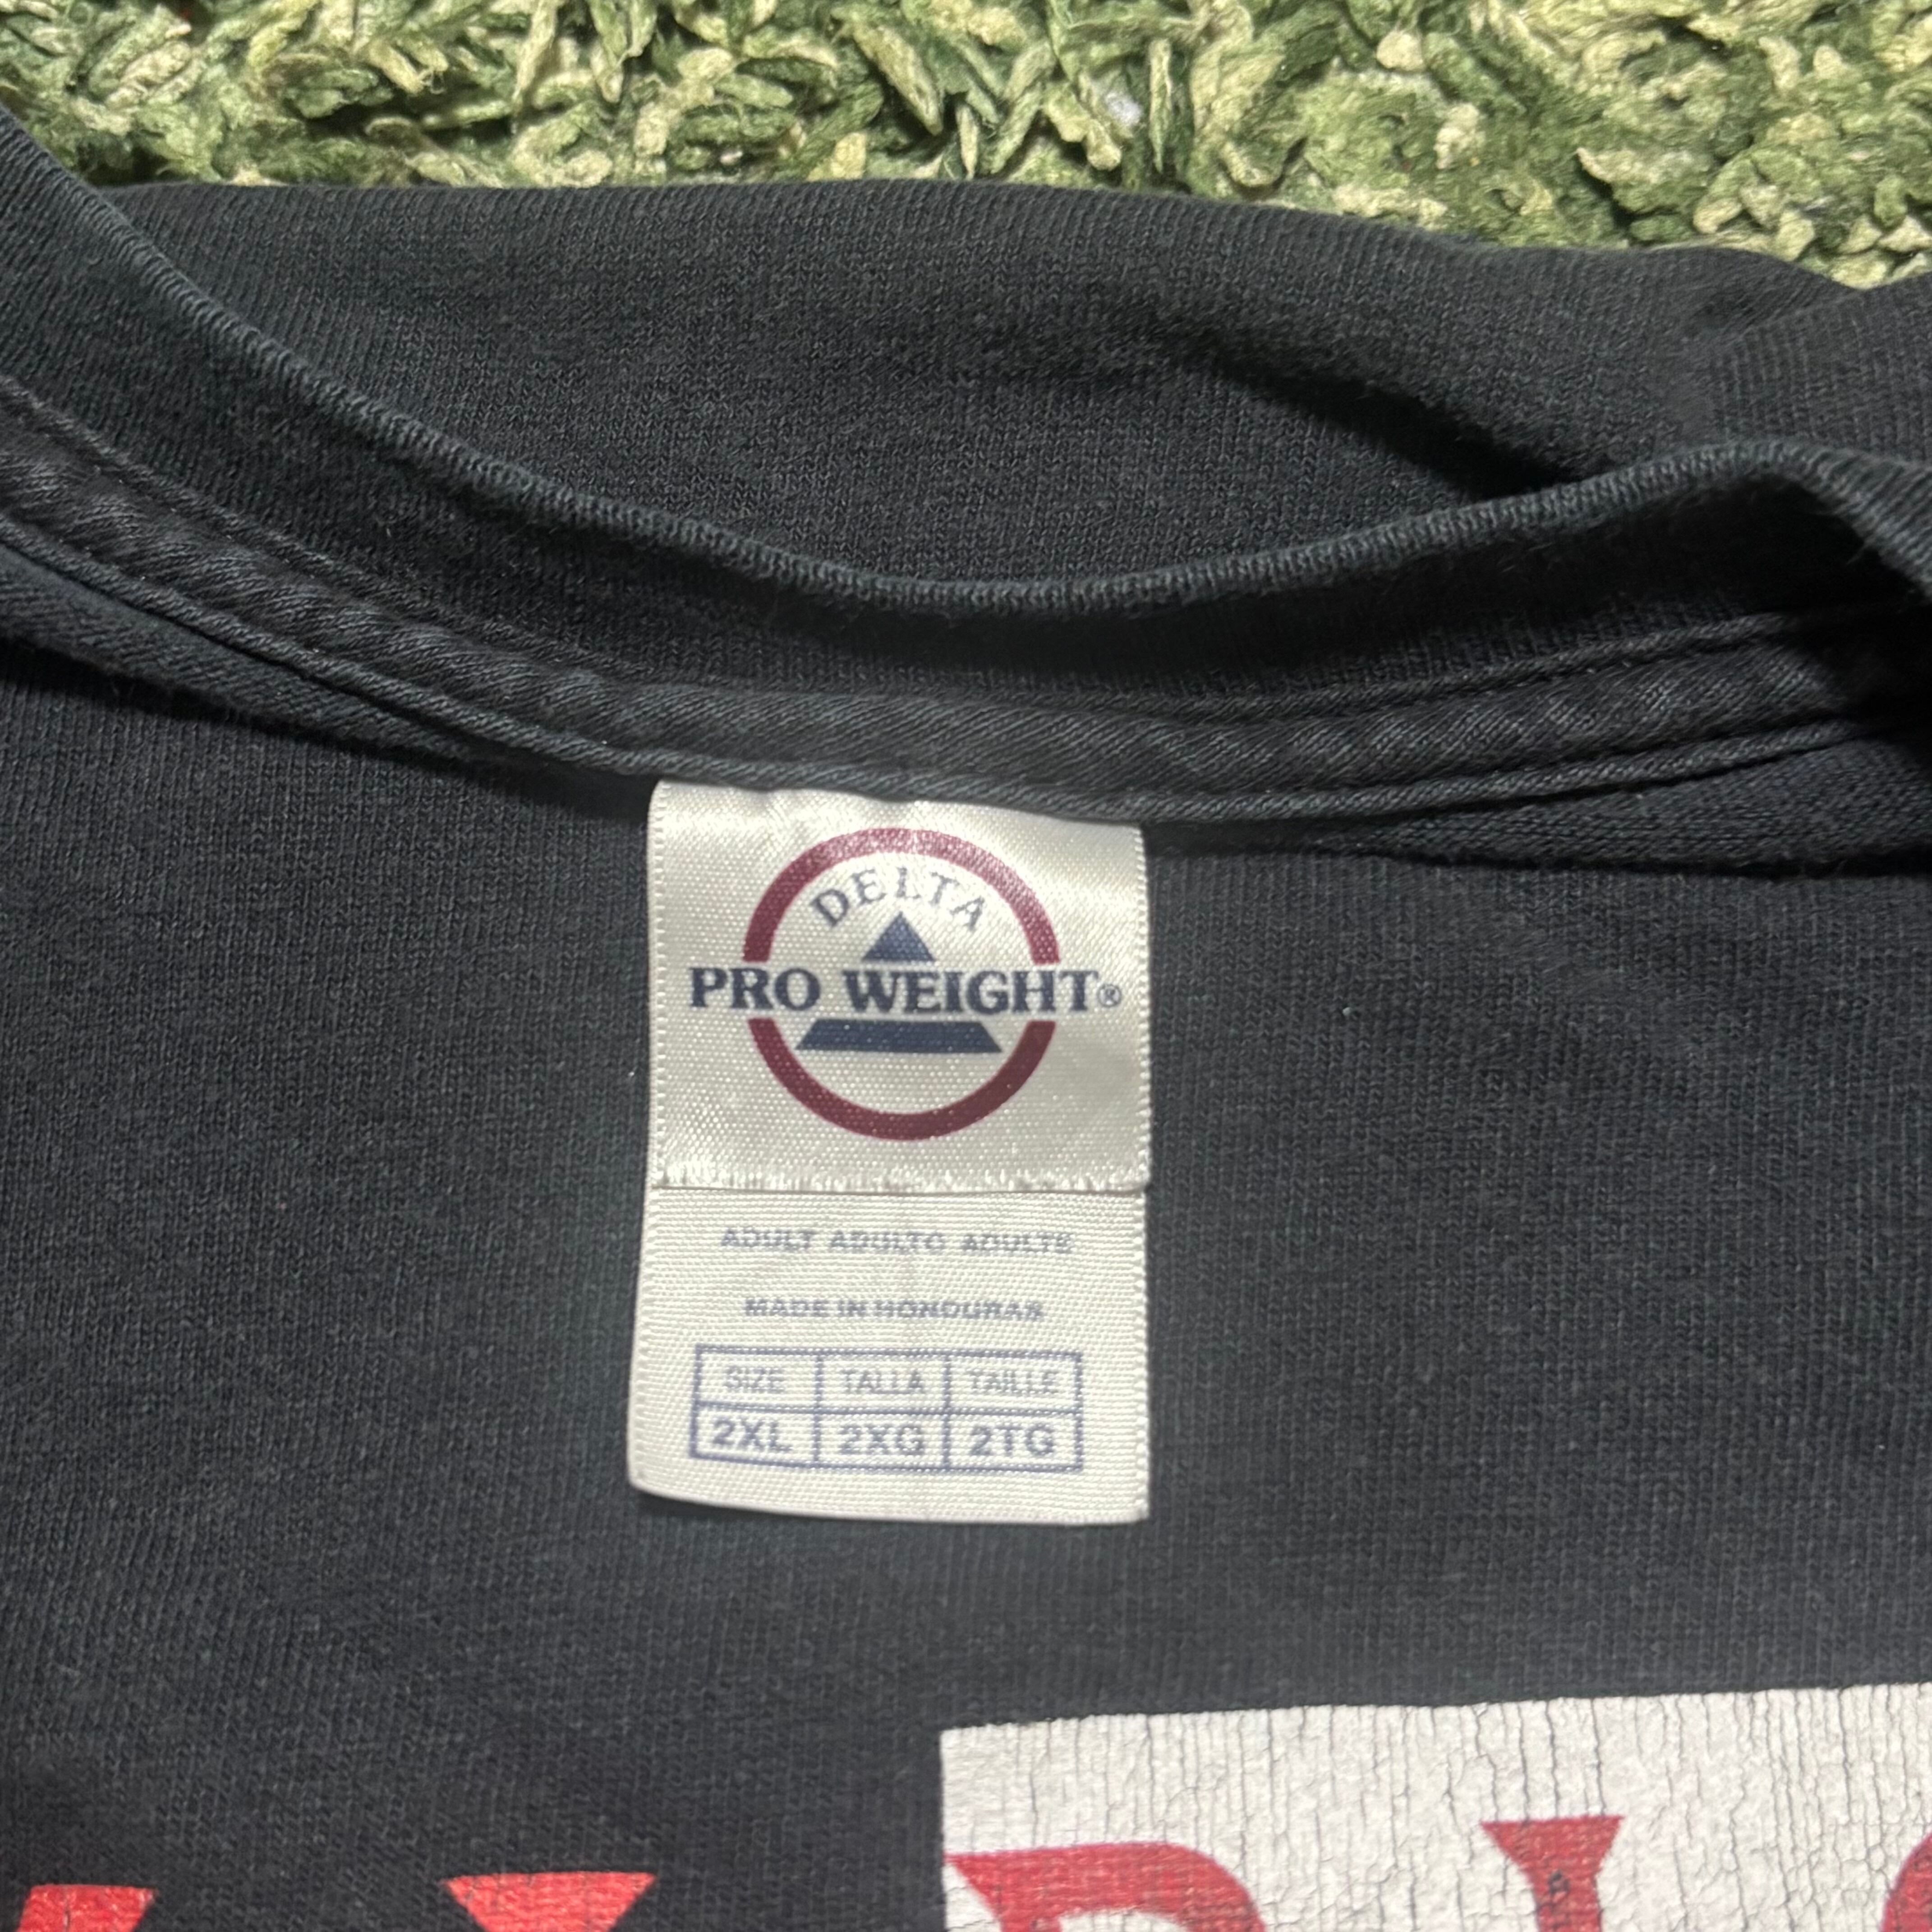 DELTA
PRO WEIGHT®
ADULT ADULTO ADULTE
MADE IN HONDURAS
SIZE TALLA TAILLE
2XL 2XG 2TG